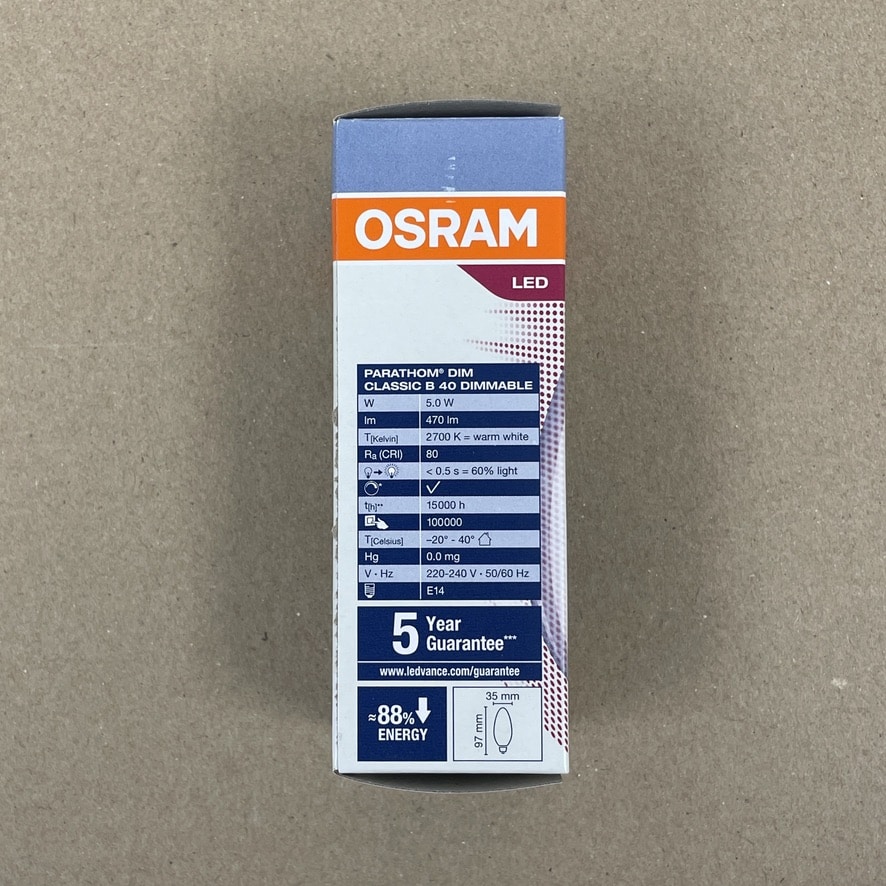 OSRAM
LED
PARATHOM® DIM
CLASSIC B 40 DIMMABLE
W 5.0 W
lm 470 lm
T[Kelvin] 2700 K = warm white
Ra (CRI) 80
< 0.5 s = 60% light
*
t[h]** 15000 h
100000
T[Celsius] –20° - 40°
Hg 0.0 mg
V • Hz 220-240 V • 50/60 Hz
E14
5 Year
Guarantee***
www.ledvance.com/guarantee
≈88%
ENERGY
35 mm
97 mm